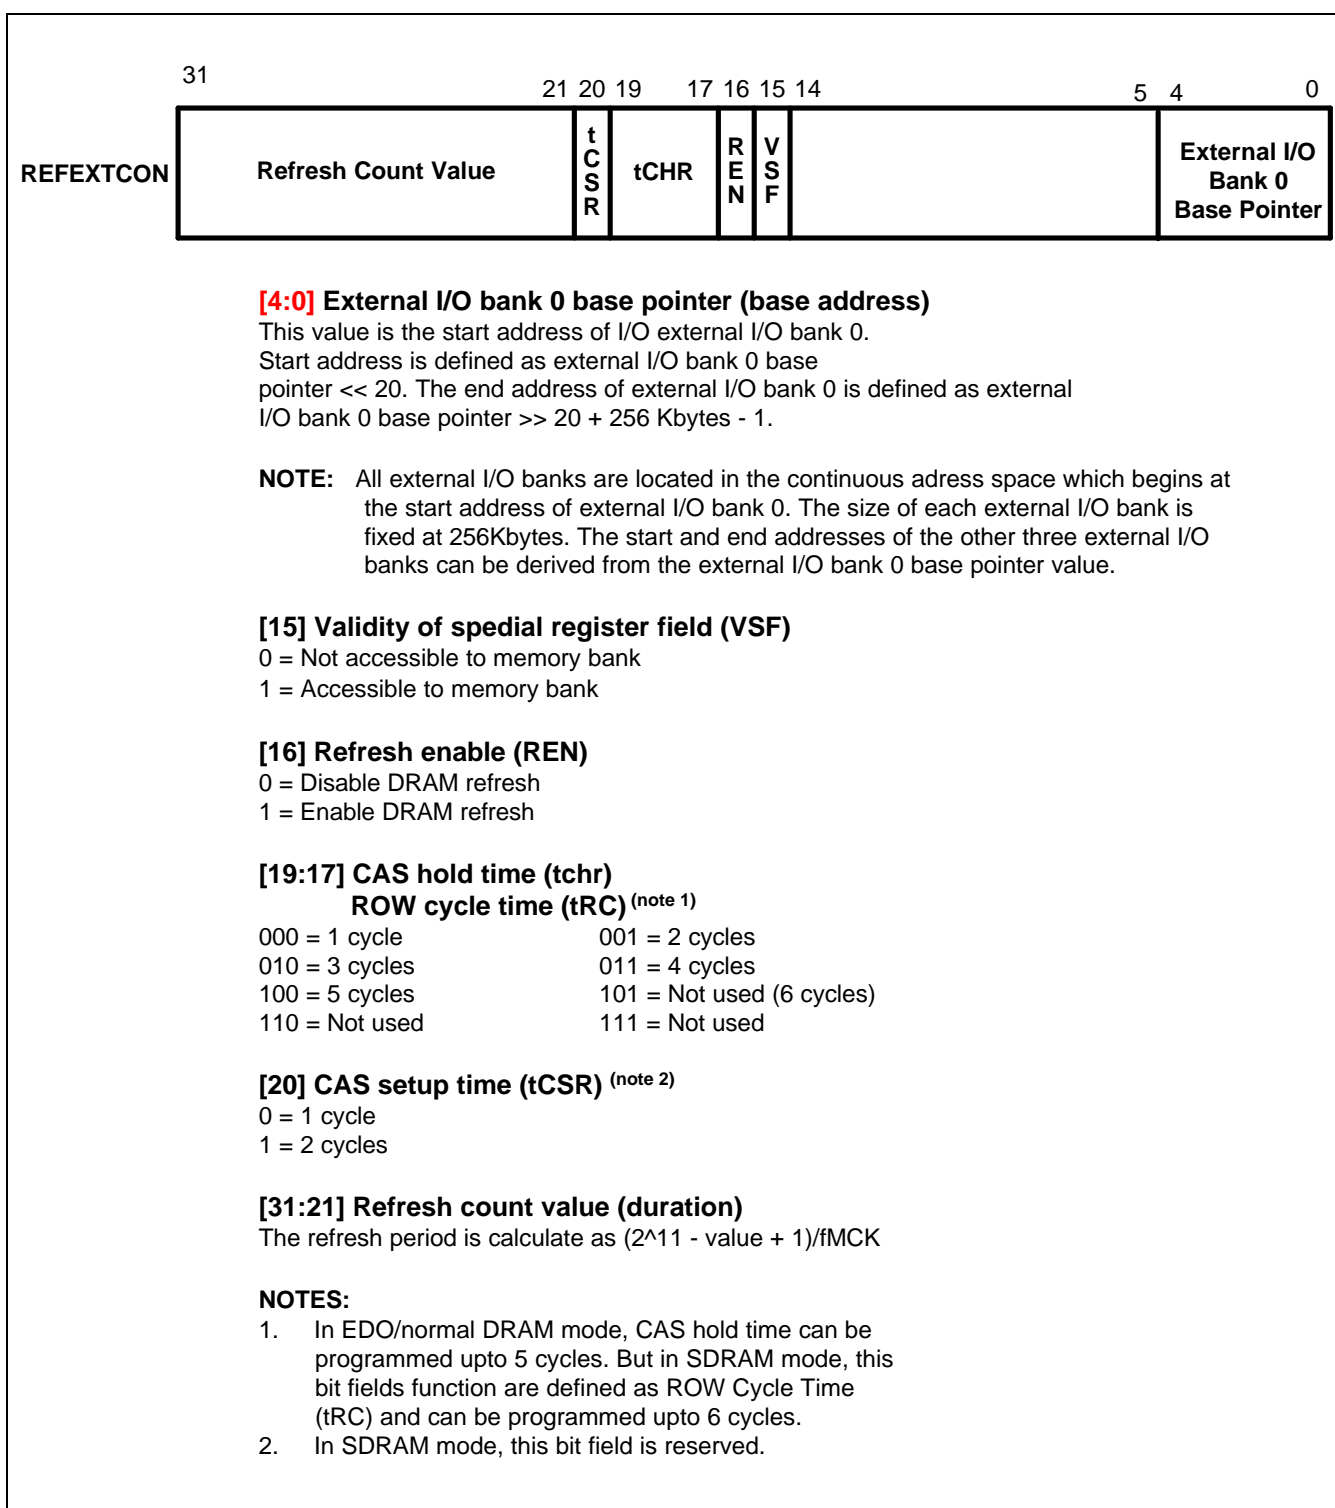 31
21 20 19 17 16 15 14
5 4 0
REFEXTCON
Refresh Count Value
tCSR
tCHR
REN
VSF
External I/O
Bank 0
Base Pointer
[4:0] External I/O bank 0 base pointer (base address)
This value is the start address of I/O external I/O bank 0.
Start address is defined as external I/O bank 0 base
pointer << 20. The end address of external I/O bank 0 is defined as external
I/O bank 0 base pointer >> 20 + 256 Kbytes - 1.
NOTE: All external I/O banks are located in the continuous adress space which begins at
the start address of external I/O bank 0. The size of each external I/O bank is
fixed at 256Kbytes. The start and end addresses of the other three external I/O
banks can be derived from the external I/O bank 0 base pointer value.
[15] Validity of spedial register field (VSF)
0 = Not accessible to memory bank
1 = Accessible to memory bank
[16] Refresh enable (REN)
0 = Disable DRAM refresh
1 = Enable DRAM refresh
[19:17] CAS hold time (tchr)
ROW cycle time (tRC) (note 1)
000 = 1 cycle 001 = 2 cycles
010 = 3 cycles 011 = 4 cycles
100 = 5 cycles 101 = Not used (6 cycles)
110 = Not used 111 = Not used
[20] CAS setup time (tCSR) (note 2)
0 = 1 cycle
1 = 2 cycles
[31:21] Refresh count value (duration)
The refresh period is calculate as (2^11 - value + 1)/fMCK
NOTES:
1. In EDO/normal DRAM mode, CAS hold time can be
programmed upto 5 cycles. But in SDRAM mode, this
bit fields function are defined as ROW Cycle Time
(tRC) and can be programmed upto 6 cycles.
2. In SDRAM mode, this bit field is reserved.